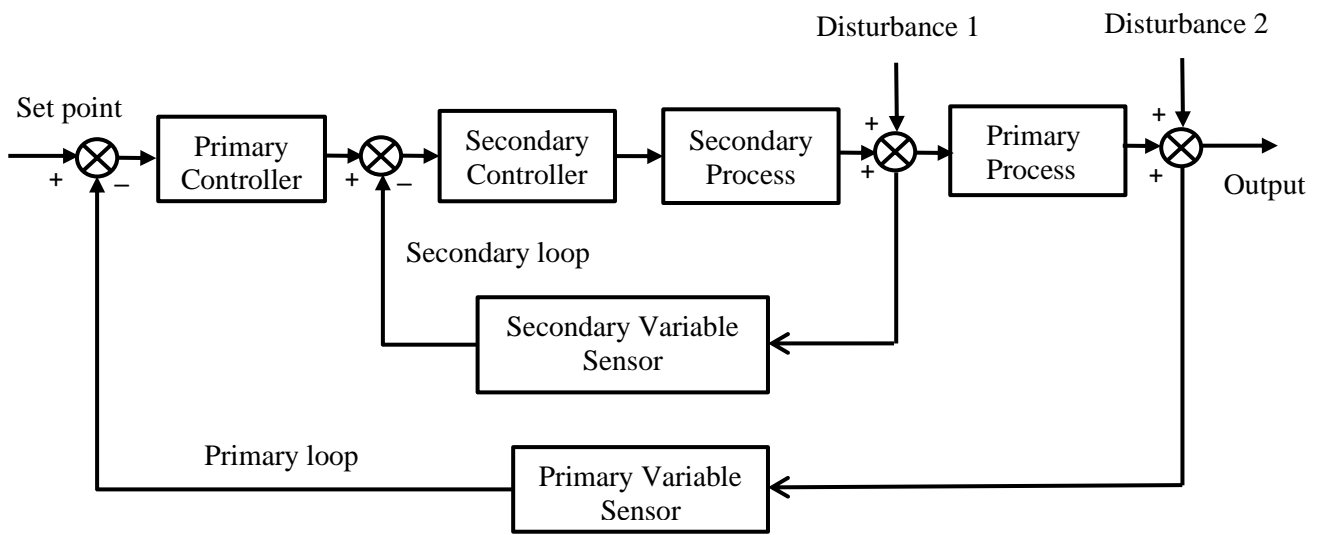 Disturbance 1
Disturbance 2
Set point
+
−
Primary
Controller
+
−
Secondary
Controller
Secondary
Process
+
+
Primary
Process
+
+
Output
Secondary loop
Secondary Variable
Sensor
Primary loop
Primary Variable
Sensor